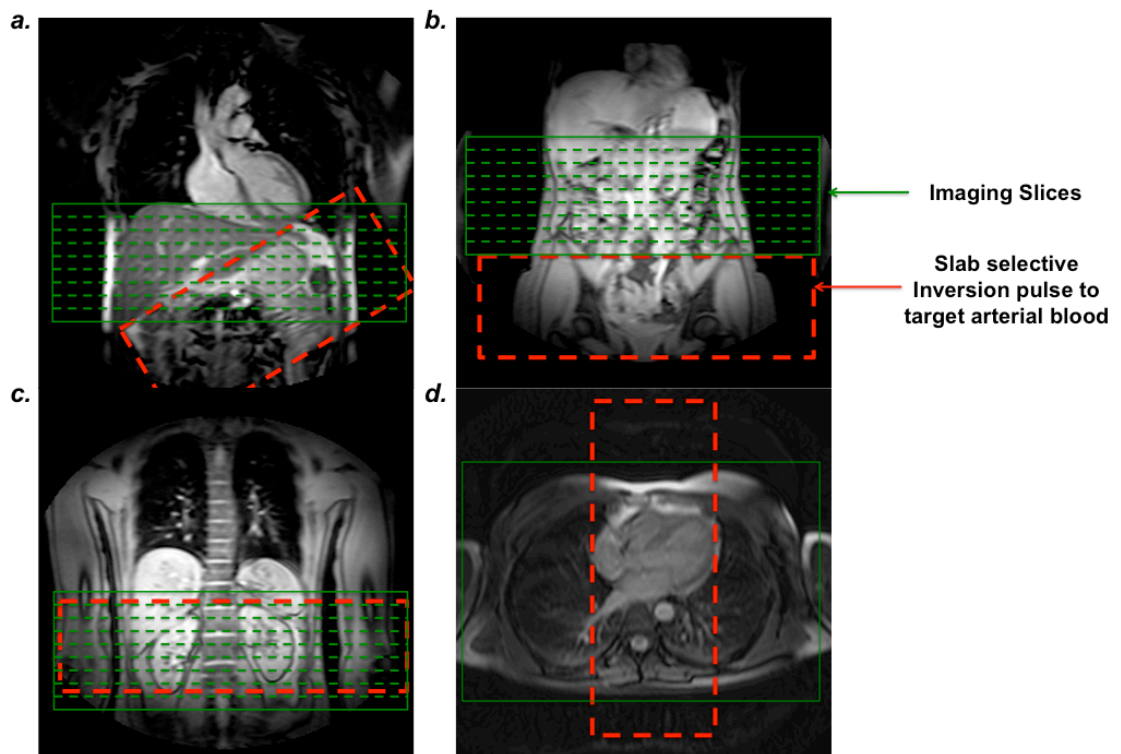 a.
b.
Imaging Slices
Slab selective
Inversion pulse to
target arterial blood
c.
d.